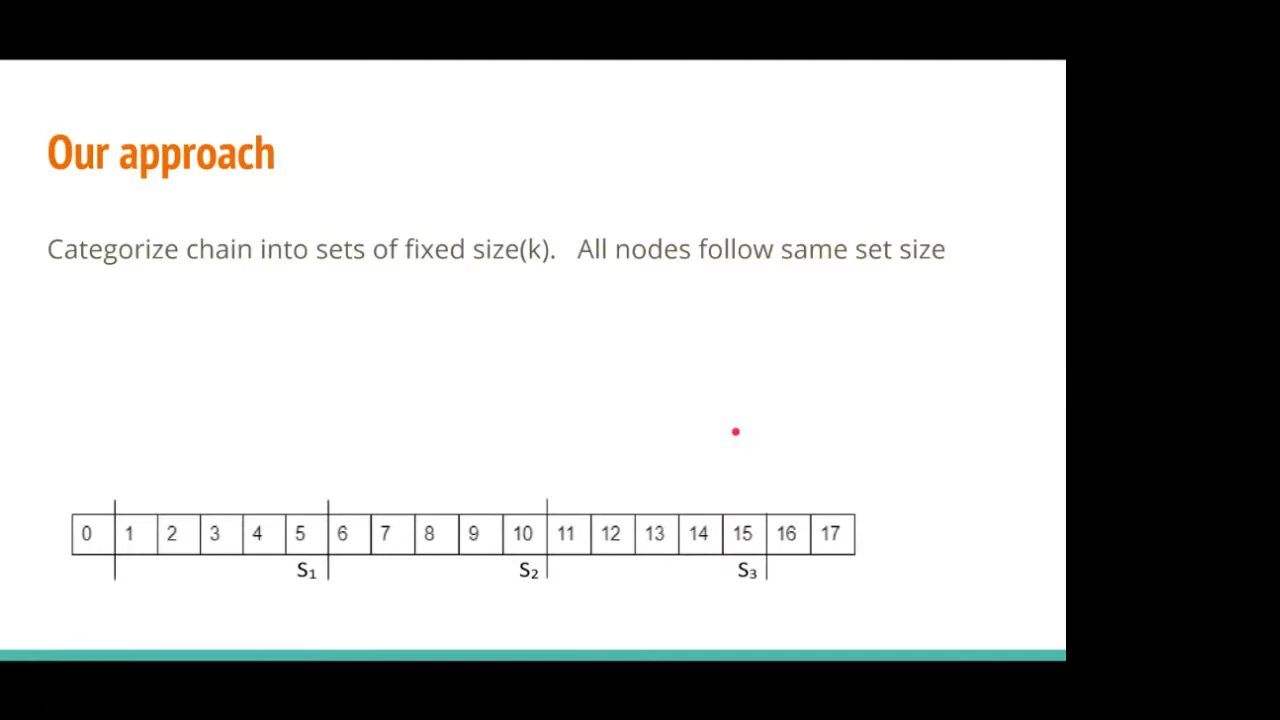 Our approach
Categorize chain into sets of fixed size(k).   All nodes follow same set size
0 1 2 3 4 5 6 7 8 9 10 11 12 13 14 15 16 17
S₁ S₂ S₃